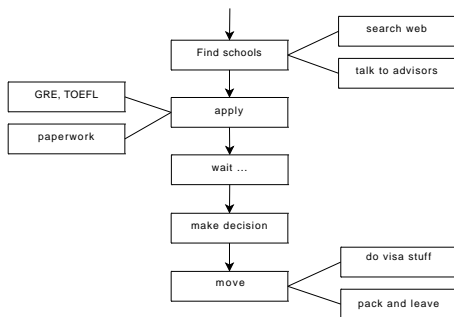 search web
Find schools
talk to advisors
GRE, TOEFL
apply
paperwork
wait ...
make decision
do visa stuff
move
pack and leave